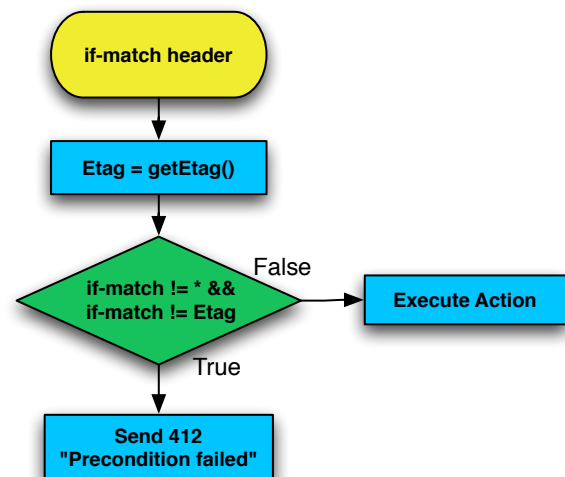 if-match header
Etag = getEtag()
if-match != * &&
if-match != Etag
False
Execute Action
True
Send 412
"Precondition failed"